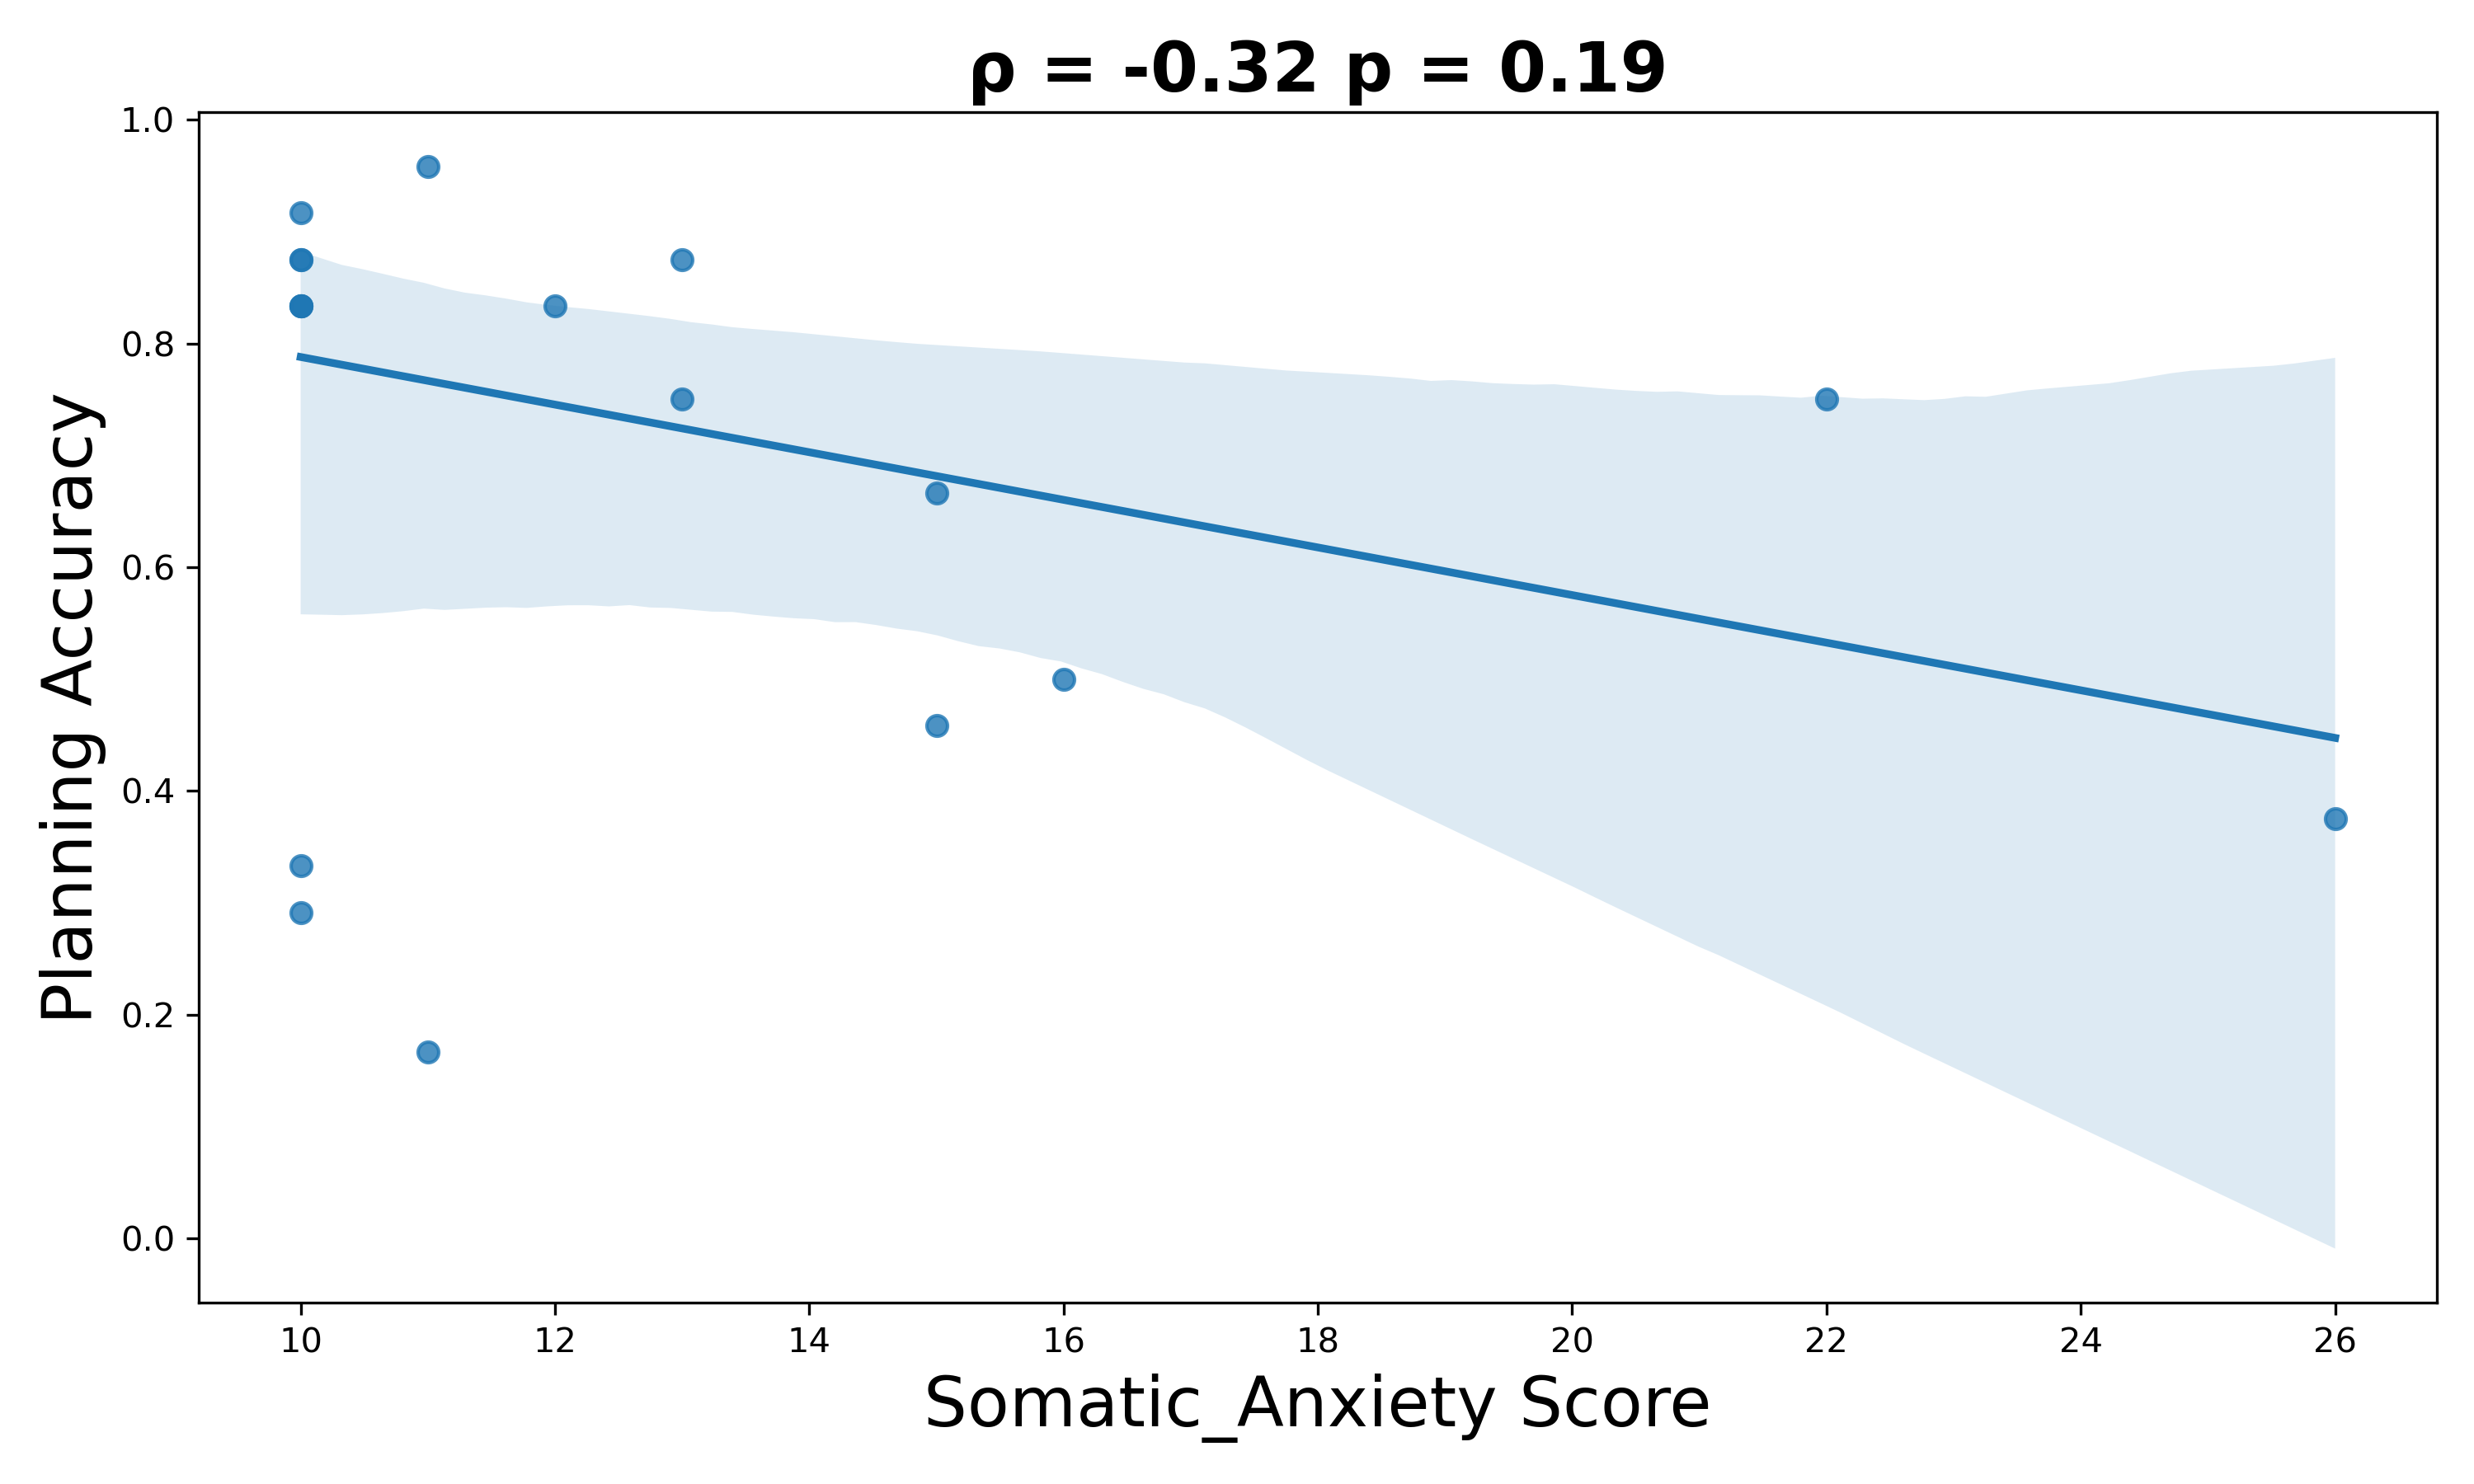 ρ = -0.32 p = 0.19
1.0
0.8
0.6
0.4
0.2
0.0
Planning Accuracy
10 12 14 16 18 20 22 24 26
Somatic_Anxiety Score